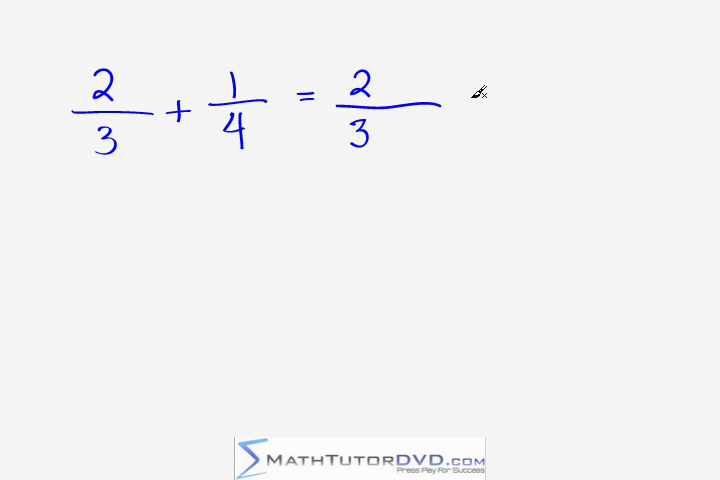 2/3 + 1/4 = 2/3
MATHTUTORDVD.COM
Press Play For Success